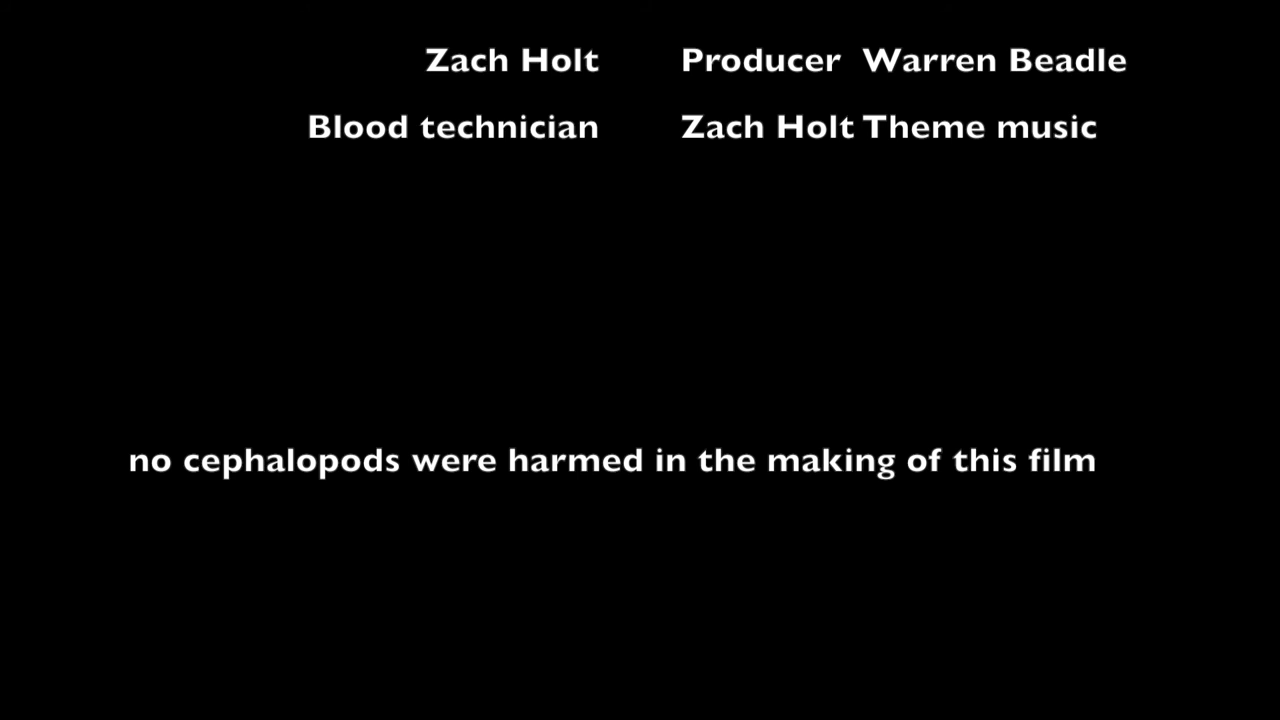 Zach Holt Producer Warren Beadle
Blood technician Zach Holt Theme music
no cephalopods were harmed in the making of this film